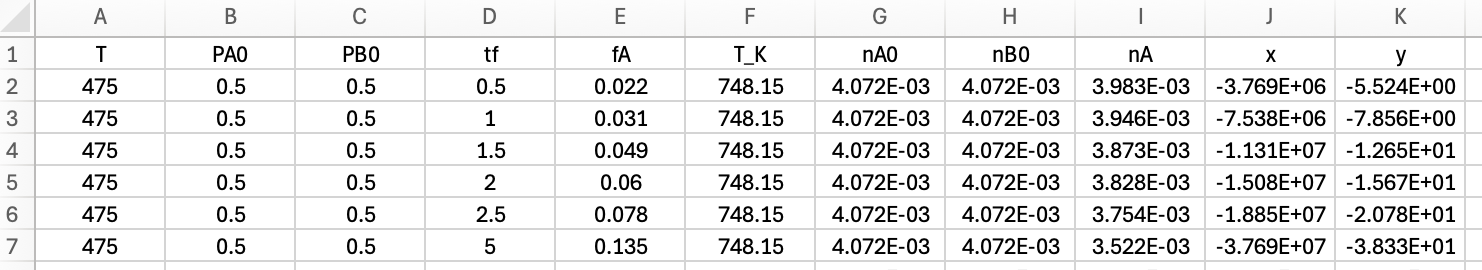 A B C D E F G H I J K
1 T PA0 PB0 tf fA T_K nA0 nB0 nA x y
2 475 0.5 0.5 0.5 0.022 748.15 4.072E-03 4.072E-03 3.983E-03 -3.769E+06 -5.524E+00
3 475 0.5 0.5 1 0.031 748.15 4.072E-03 4.072E-03 3.946E-03 -7.538E+06 -7.856E+00
4 475 0.5 0.5 1.5 0.049 748.15 4.072E-03 4.072E-03 3.873E-03 -1.131E+07 -1.265E+01
5 475 0.5 0.5 2 0.06 748.15 4.072E-03 4.072E-03 3.828E-03 -1.508E+07 -1.567E+01
6 475 0.5 0.5 2.5 0.078 748.15 4.072E-03 4.072E-03 3.754E-03 -1.885E+07 -2.078E+01
7 475 0.5 0.5 5 0.135 748.15 4.072E-03 4.072E-03 3.522E-03 -3.769E+07 -3.833E+01